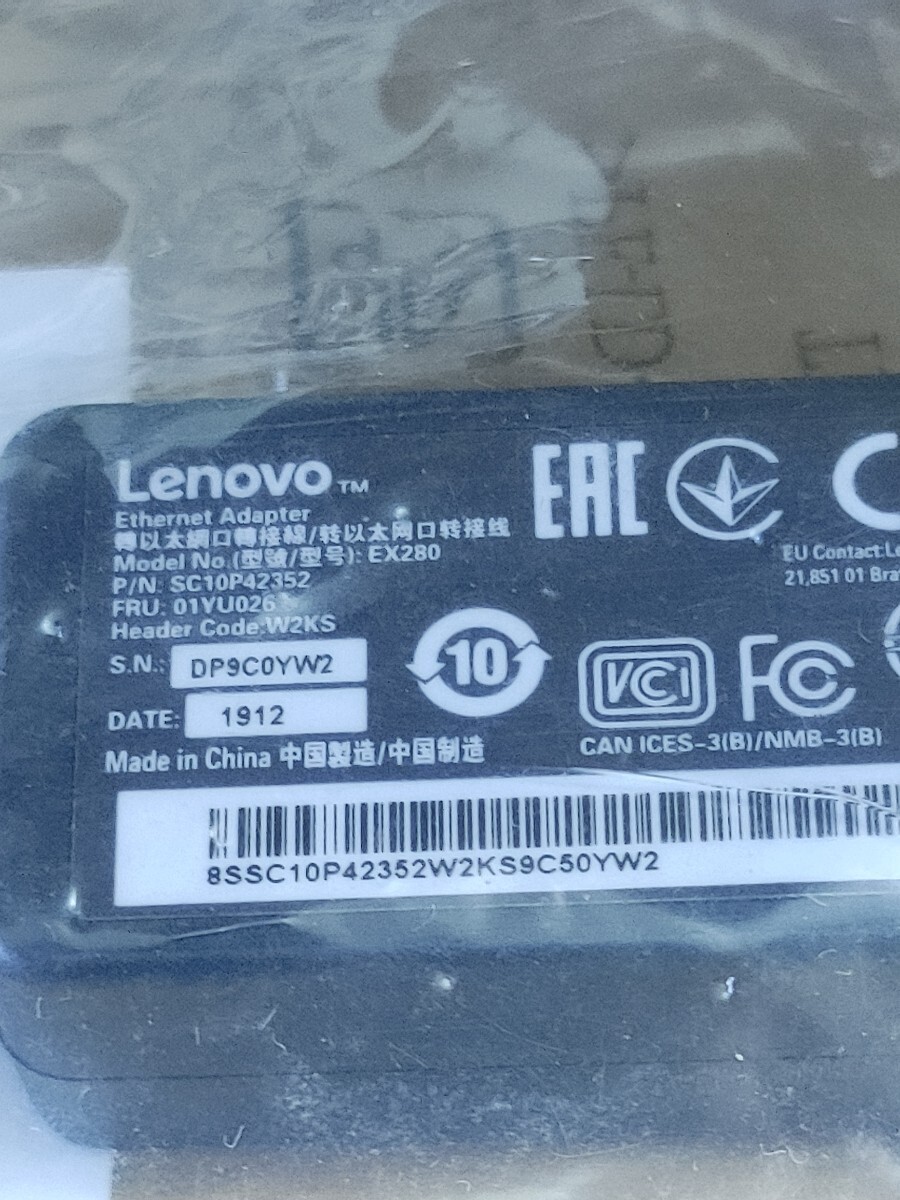 Lenovo™
Ethernet Adapter
轉以太網口轉接線/转以太网口转接线
Model No.(型號/型号): EX280
P/N: SC10P42352
FRU: 01YU026
Header Code:W2KS
S.N.: DP9C0YW2
DATE: 1912
Made in China 中国製造/中国制造
EAC
EU Contact:Le
21,851 01 Bra
10
VCI
FC
CAN ICES-3(B)/NMB-3(B)
8SSC10P42352W2KS9C50YW2